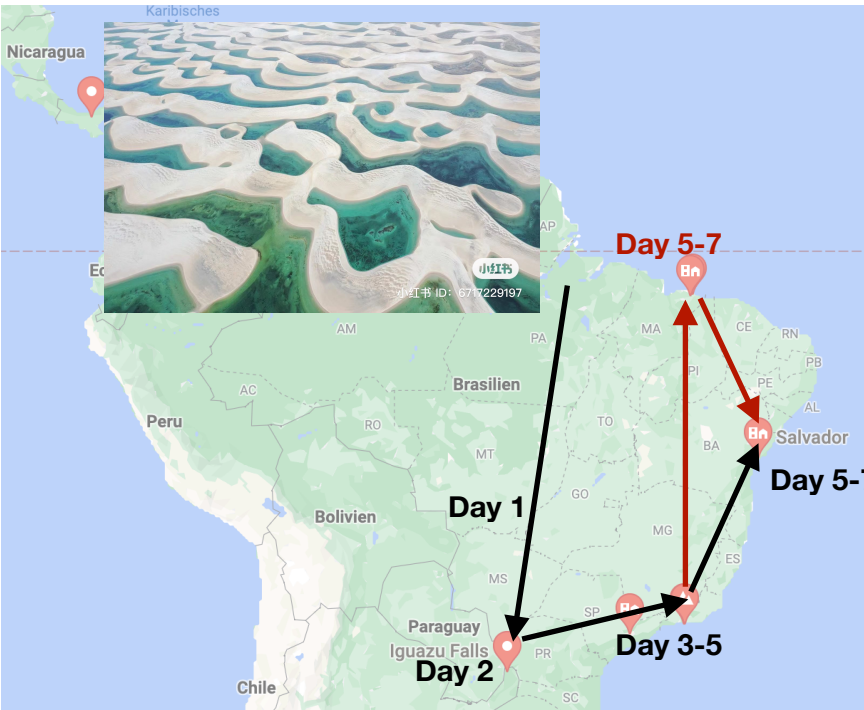 Karibisches
Nicaragua
小红书
小红书 ID: 6717229197
AP
Day 5-7
Ec
AM
PA
MA
CE
RN
PI
PB
Brasilien
PE
AC
AL
Peru
RO
TO
BA
Salvador
MT
Day 5-7
GO
Day 1
Bolivien
MG
ES
MS
SP
Paraguay
Day 3-5
Iguazu Falls
PR
Day 2
Chile
SC